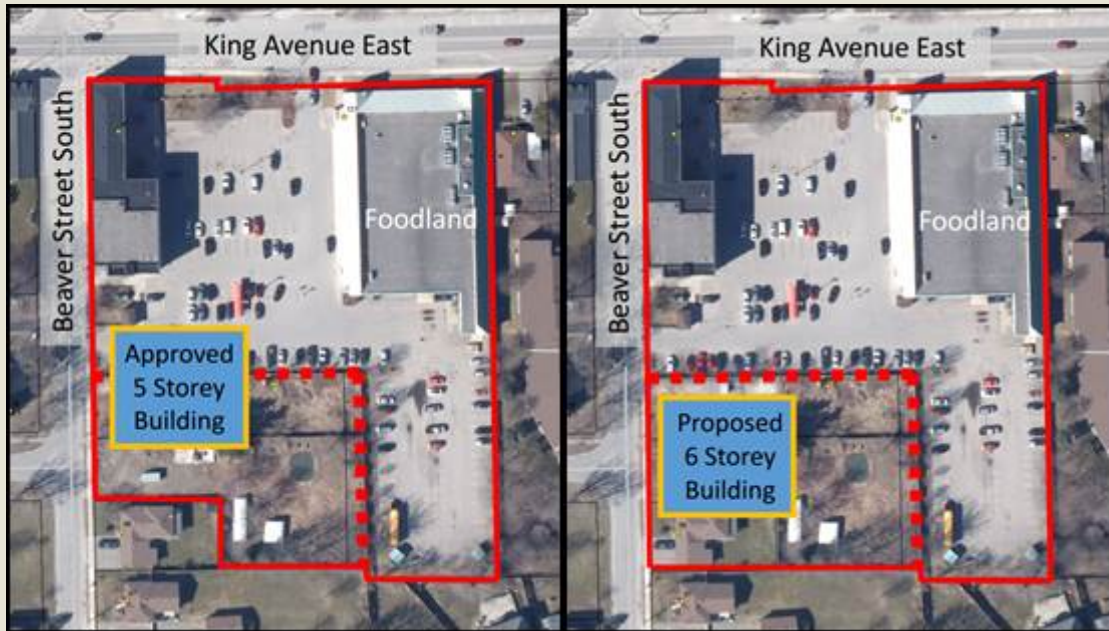 King Avenue East
Beaver Street South
Foodland
Approved
5 Storey
Building
King Avenue East
Beaver Street South
Foodland
Proposed
6 Storey
Building